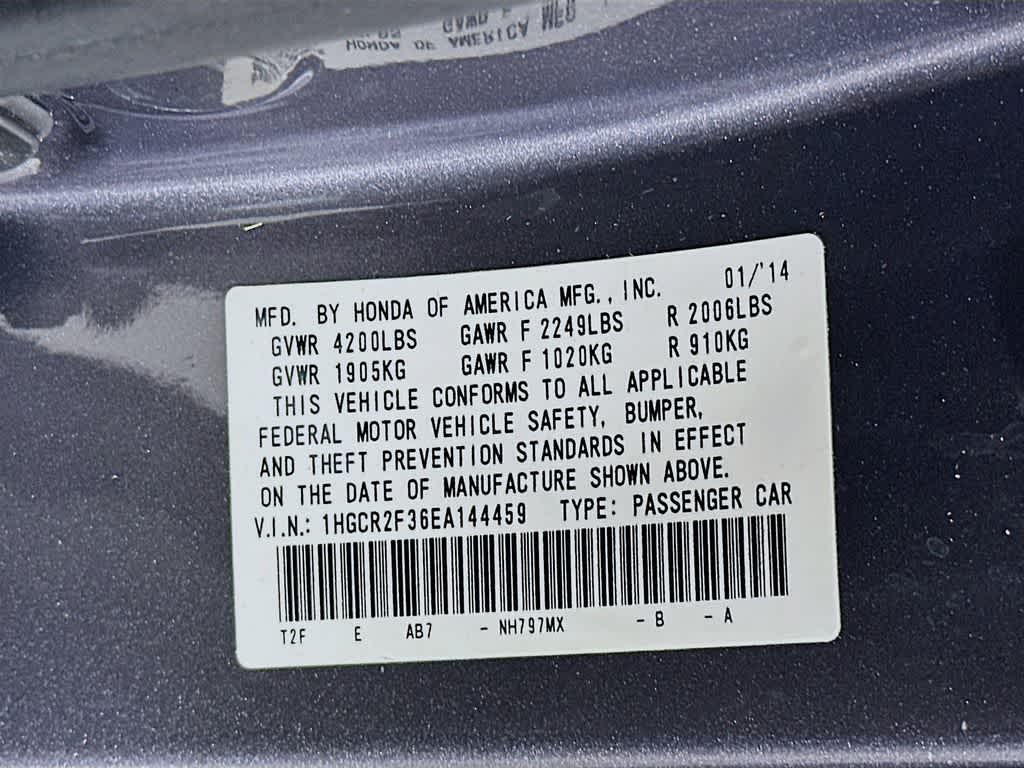 MFD. BY HONDA OF AMERICA MFG., INC. 01/'14
GVWR 4200LBS GAWR F 2249LBS R 2006LBS
GVWR 1905KG GAWR F 1020KG R 910KG
THIS VEHICLE CONFORMS TO ALL APPLICABLE
FEDERAL MOTOR VEHICLE SAFETY, BUMPER,
AND THEFT PREVENTION STANDARDS IN EFFECT
ON THE DATE OF MANUFACTURE SHOWN ABOVE.
V.I.N.: 1HGCR2F36EA144459 TYPE: PASSENGER CAR
T2F E AB7 - NH797MX - B - A